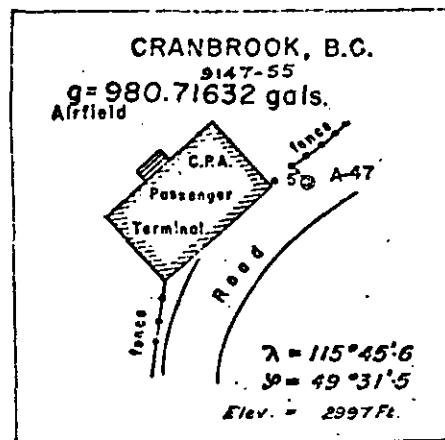 CRANBROOK, B.C.
9147-55
g= 980.71632 gals.
Airfield
fence
C.P.A.
5
A-47
Passenger
Terminal
Road
fence
λ = 115°45'.6
φ = 49°31'.5
Elev. = 2997 Ft.